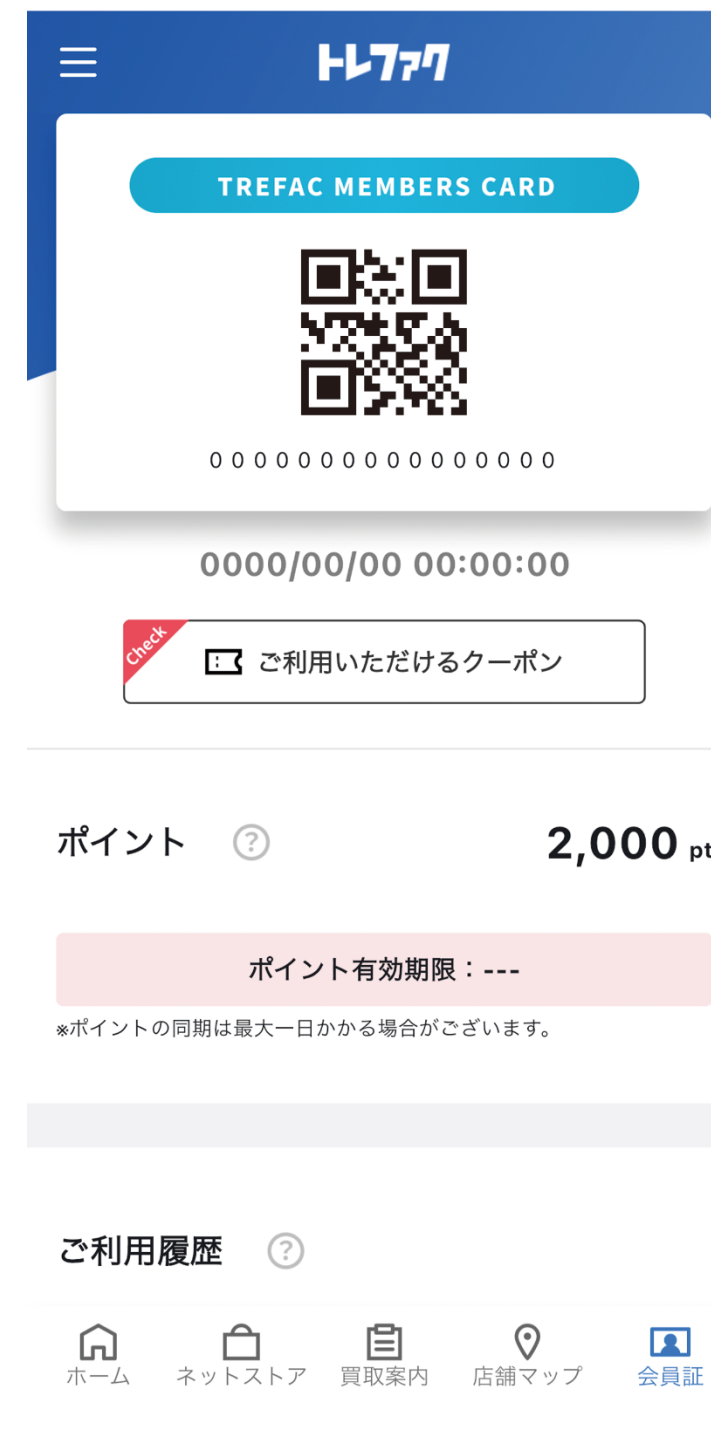 トレファク
TREFAC MEMBERS CARD
0000000000000000
0000/00/00 00:00:00
Check
ご利用いただけるクーポン
ポイント ?
2,000 pt
ポイント有効期限：---
※ポイントの同期は最大一日かかる場合がございます。
ご利用履歴 ?
ホーム ネットストア 買取案内 店舗マップ 会員証